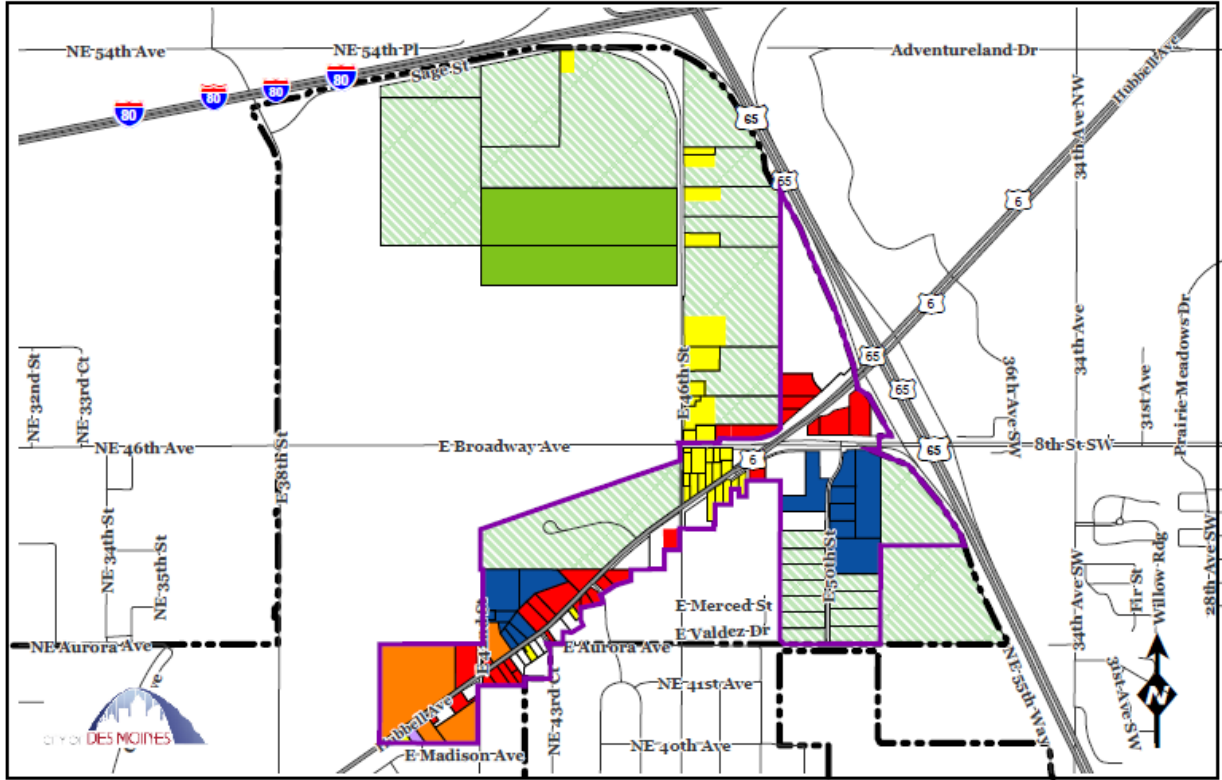 NE 54th Ave
NE 54th Pl
Adventureland Dr
Sage St
Hubbell Ave
80
80
80
80
65
34th Ave NW
65
6
6
34th Ave
Prairie Meadows Dr
65
65
36th Ave SW
31st Ave
NE 32nd St
NE 33rd Ct
E 46th St
E 38th St
NE 46th Ave
E Broadway Ave
8th St SW
65
6
NE 34th St
NE 35th St
E 50th St
34th Ave SW
Fir St
Willow Rdg
28th Ave SW
E 42nd St
E Merced St
E Valdez Dr
NE Aurora Ave
E Aurora Ave
NE 41st Ave
NE 43rd Ct
NE 55th Way
31st Ave SW
N
Hubbell Ave
CITY OF DES MOINES
NE 40th Ave
E Madison Ave